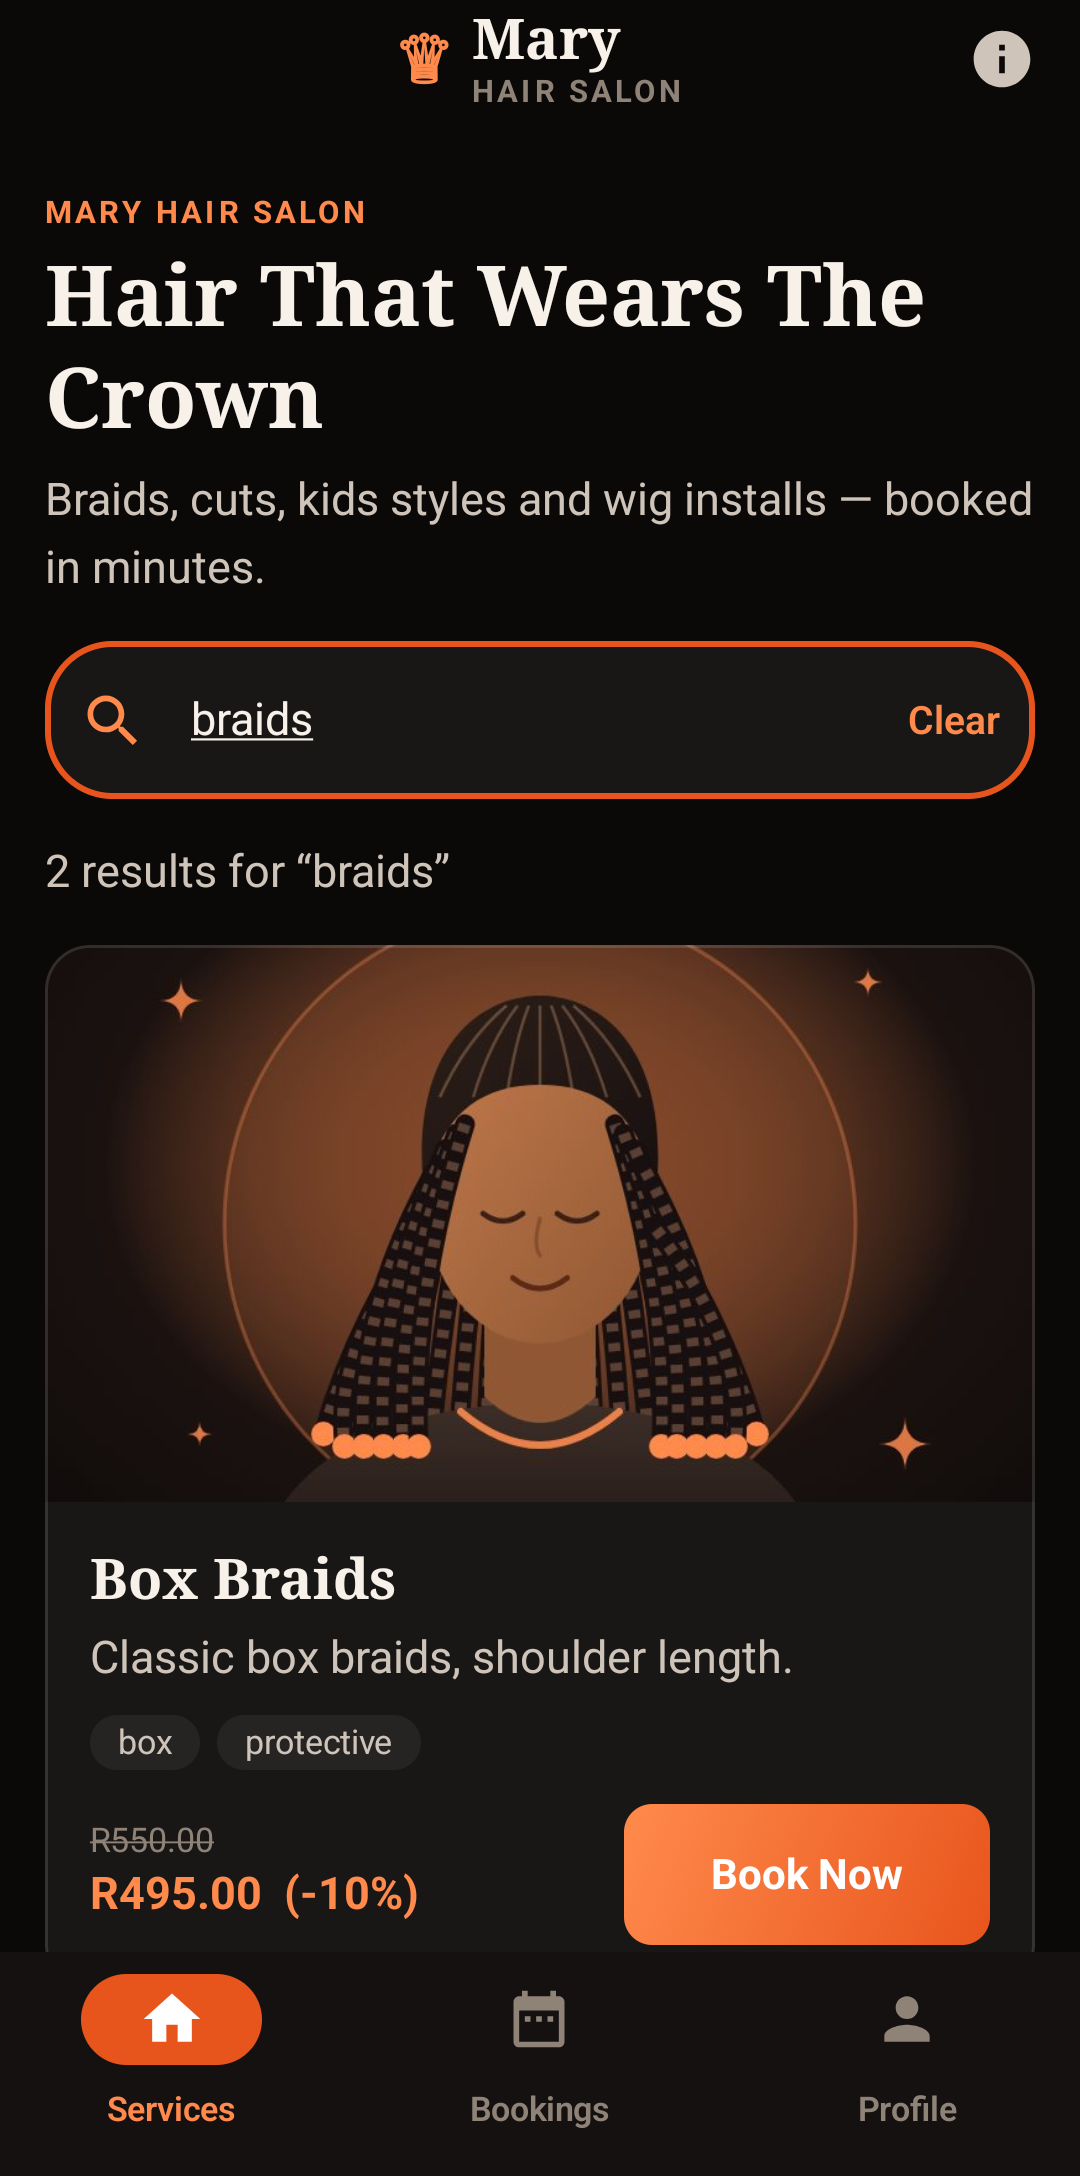 Mary
HAIR SALON
MARY HAIR SALON
Hair That Wears The
Crown
Braids, cuts, kids styles and wig installs — booked
in minutes.
braids
Clear
2 results for “braids”
Box Braids
Classic box braids, shoulder length.
box
protective
R550.00
R495.00 (-10%)
Book Now
Services
Bookings
Profile